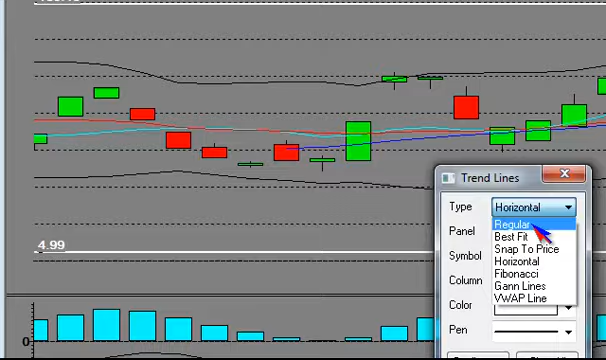 Trend Lines
Type
Horizontal
Regular
Panel
Best Fit
Snap To Price
Symbol
Horizontal
4.99
Fibonacci
Column
Gann Lines
VWAP Line
Color
Pen
0